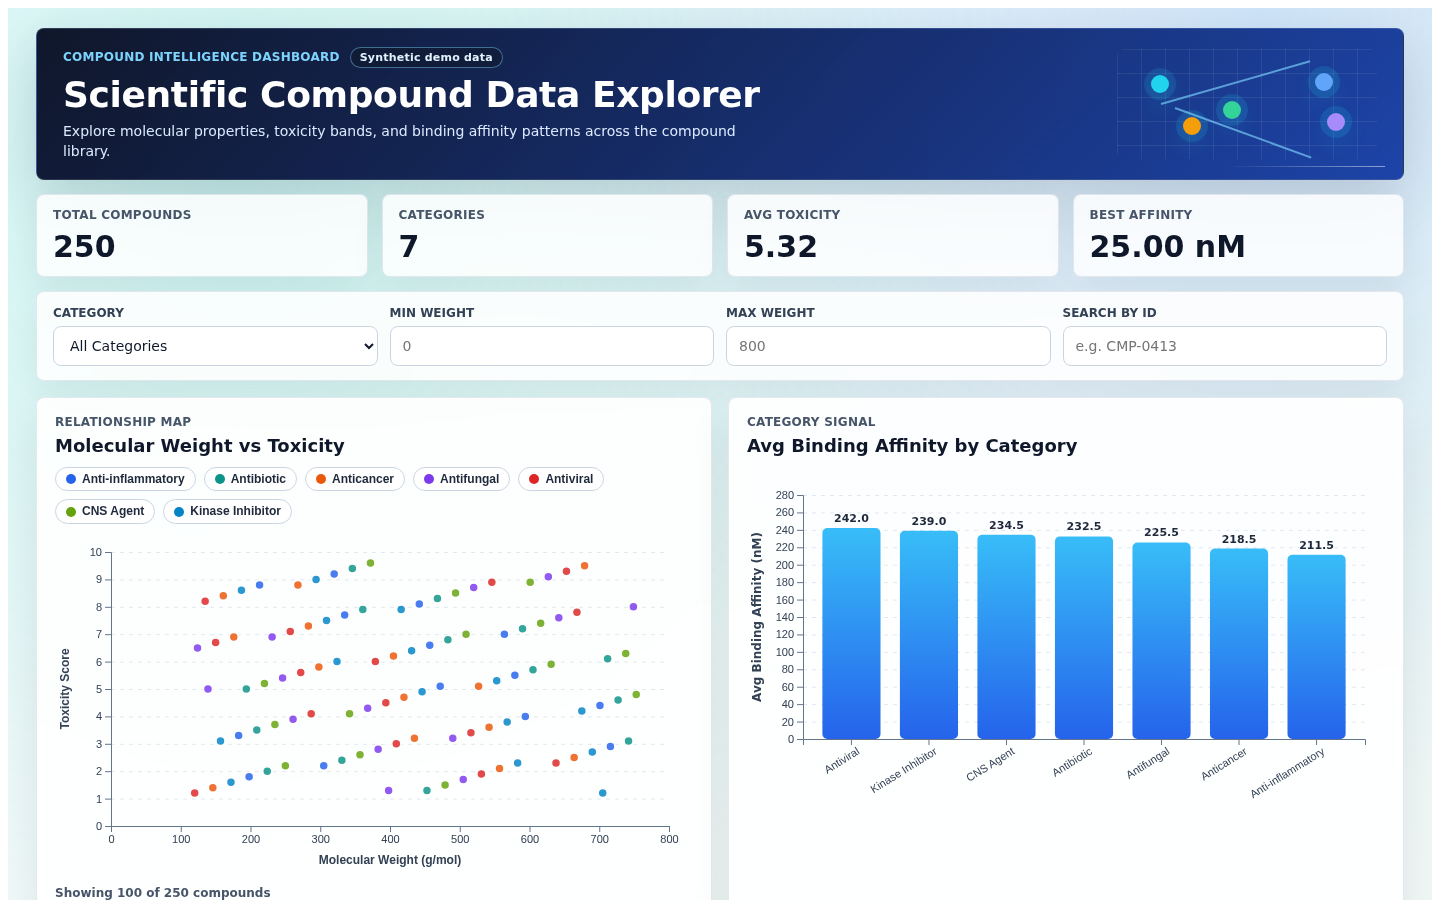 COMPOUND INTELLIGENCE DASHBOARD Synthetic demo data
Scientific Compound Data Explorer
Explore molecular properties, toxicity bands, and binding affinity patterns across the compound
library.
TOTAL COMPOUNDS
250
CATEGORIES
7
AVG TOXICITY
5.32
BEST AFFINITY
25.00 nM
CATEGORY
All Categories
MIN WEIGHT
0
MAX WEIGHT
800
SEARCH BY ID
e.g. CMP-0413
RELATIONSHIP MAP
Molecular Weight vs Toxicity
Anti-inflammatory Antibiotic Anticancer Antifungal Antiviral
CNS Agent Kinase Inhibitor
Toxicity Score
10
9
8
7
6
5
4
3
2
1
0
0 100 200 300 400 500 600 700 800
Molecular Weight (g/mol)
Showing 100 of 250 compounds
CATEGORY SIGNAL
Avg Binding Affinity by Category
Avg Binding Affinity (nM)
280
260
240
220
200
180
160
140
120
100
80
60
40
20
0
242.0 239.0 234.5 232.5 225.5 218.5 211.5
Antiviral Kinase Inhibitor CNS Agent Antibiotic Antifungal Anticancer Anti-inflammatory